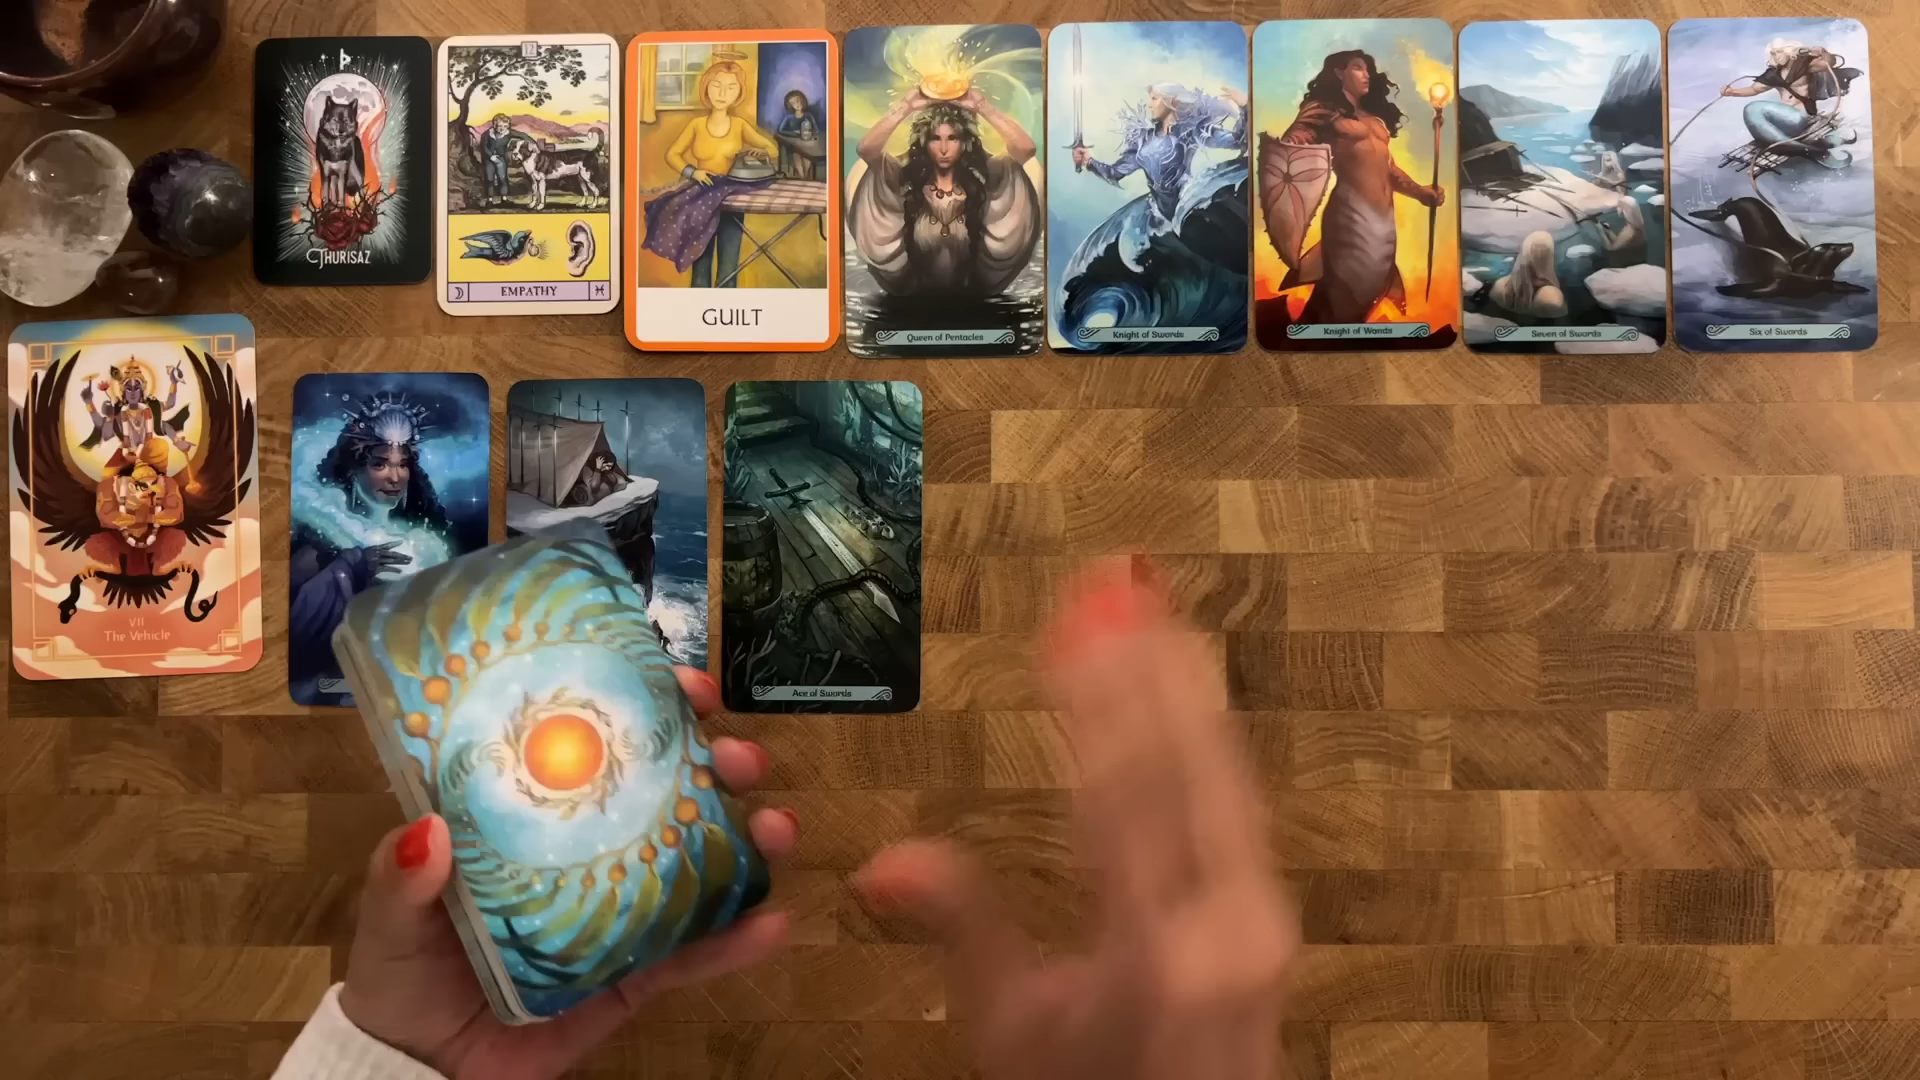 THURISAZ
12
EMPATHY
GUILT
Queen of Pentacles
Knight of Swords
Knight of Wands
Seven of Swords
Six of Swords
VII
The Vehicle
Ace of Swords